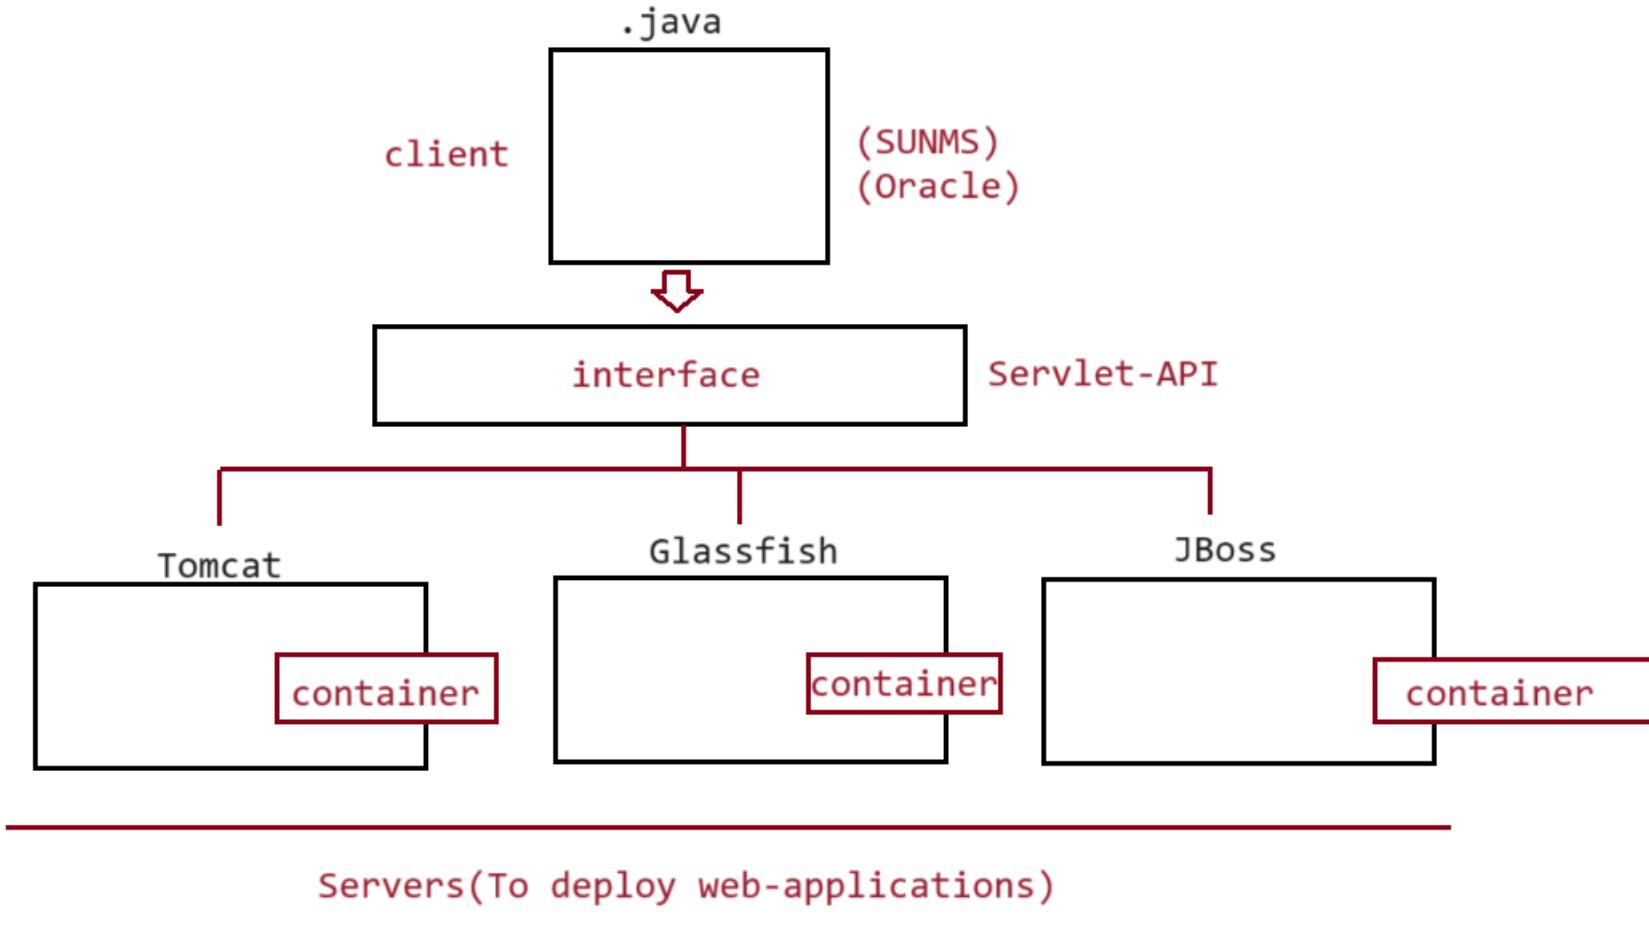 .java
client
(SUNMS)
(Oracle)
interface
Servlet-API
Tomcat
Glassfish
JBoss
container
container
container
Servers(To deploy web-applications)